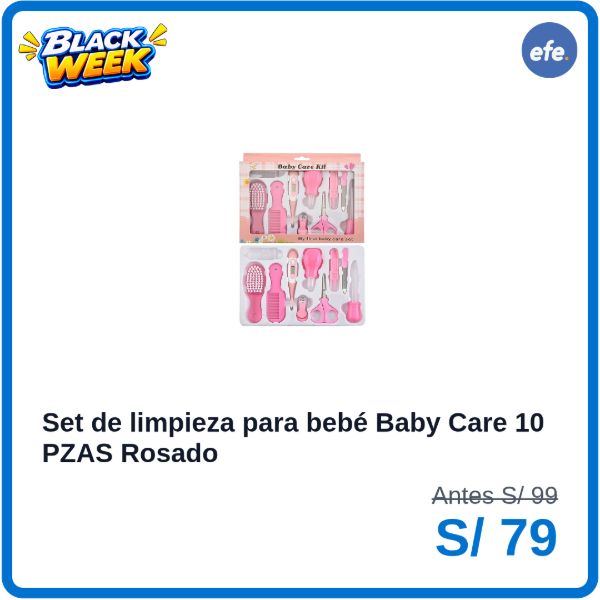 BLACK
WEEK
efe.
Baby Care Kit
My first baby care set
Set de limpieza para bebé Baby Care 10
PZAS Rosado
Antes S/ 99
S/ 79